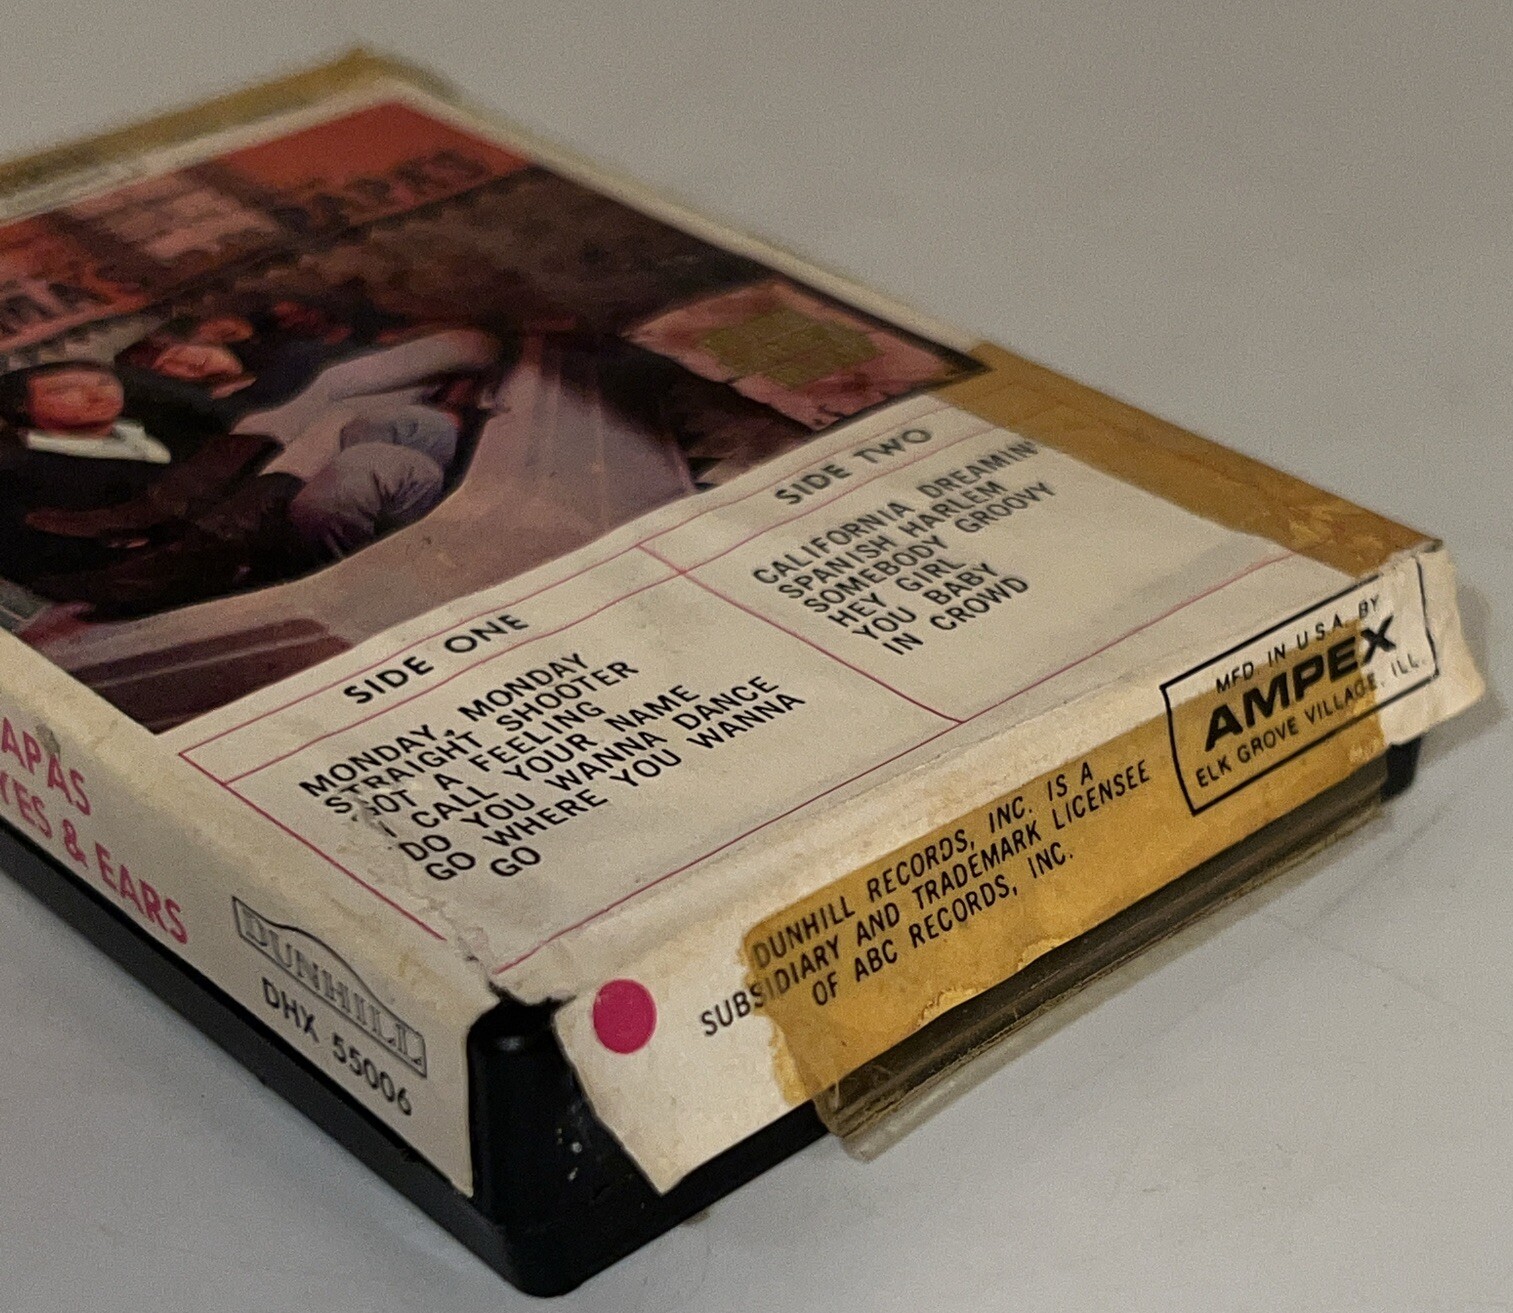 PAPAS
MA
SIDE ONE
MONDAY, MONDAY
STRAIGHT SHOOTER
GOT A FEELING
I CALL YOUR NAME
DO YOU WANNA DANCE
GO WHERE YOU WANNA
GO
SIDE TWO
CALIFORNIA DREAMIN'
SPANISH HARLEM
SOMEBODY GROOVY
HEY GIRL
YOU BABY
IN CROWD
APAS
YES & EARS
DUNHILL
DHX 55006
DUNHILL RECORDS, INC. IS A
SUBSIDIARY AND TRADEMARK LICENSEE
OF ABC RECORDS, INC.
MFD. IN U.S.A. BY
AMPEX
ELK GROVE VILLAGE, ILL.